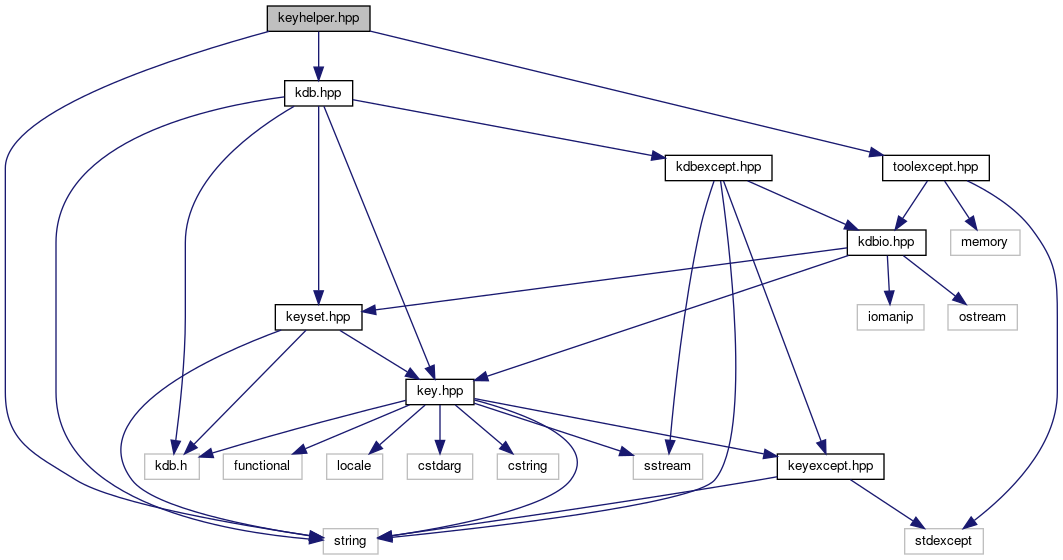 keyhelper.hpp
kdb.hpp
kdbexcept.hpp
toolexcept.hpp
kdbio.hpp
memory
keyset.hpp
iomanip
ostream
key.hpp
kdb.h
functional
locale
cstdarg
cstring
sstream
keyexcept.hpp
string
stdexcept